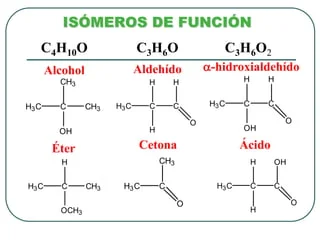 ISÓMEROS DE FUNCIÓN
C4H10O C3H6O C3H6O2
Alcohol Aldehído α-hidroxialdehído
CH3 H H H H
H3C C CH3 H3C C C H3C C C
OH H O OH O
Éter Cetona Ácido
H CH3 H OH
H3C C CH3 H3C C H3C C C
OCH3 O H O